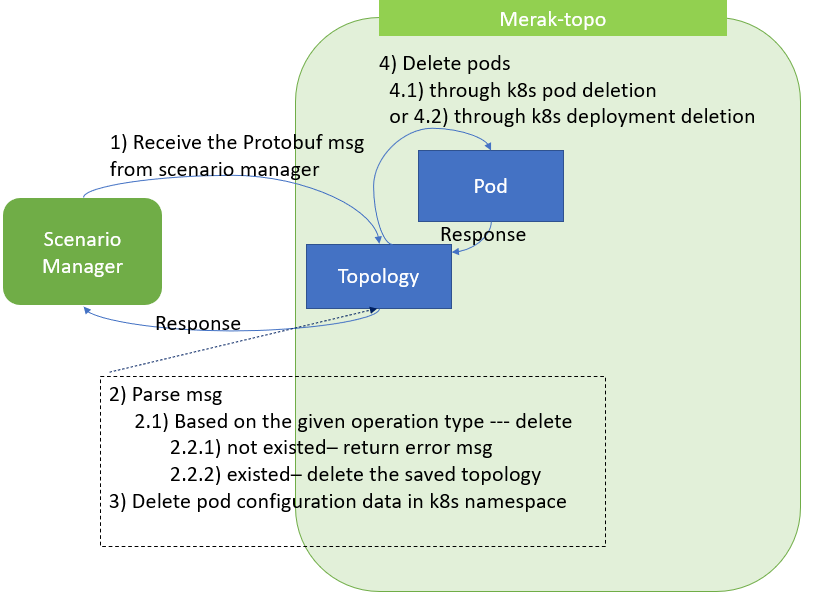 Merak-topo
4) Delete pods
4.1) through k8s pod deletion
or 4.2) through k8s deployment deletion
1) Receive the Protobuf msg
from scenario manager
Pod
Scenario
Manager
Response
Topology
Response
2) Parse msg
2.1) Based on the given operation type --- delete
2.2.1) not existed– return error msg
2.2.2) existed– delete the saved topology
3) Delete pod configuration data in k8s namespace